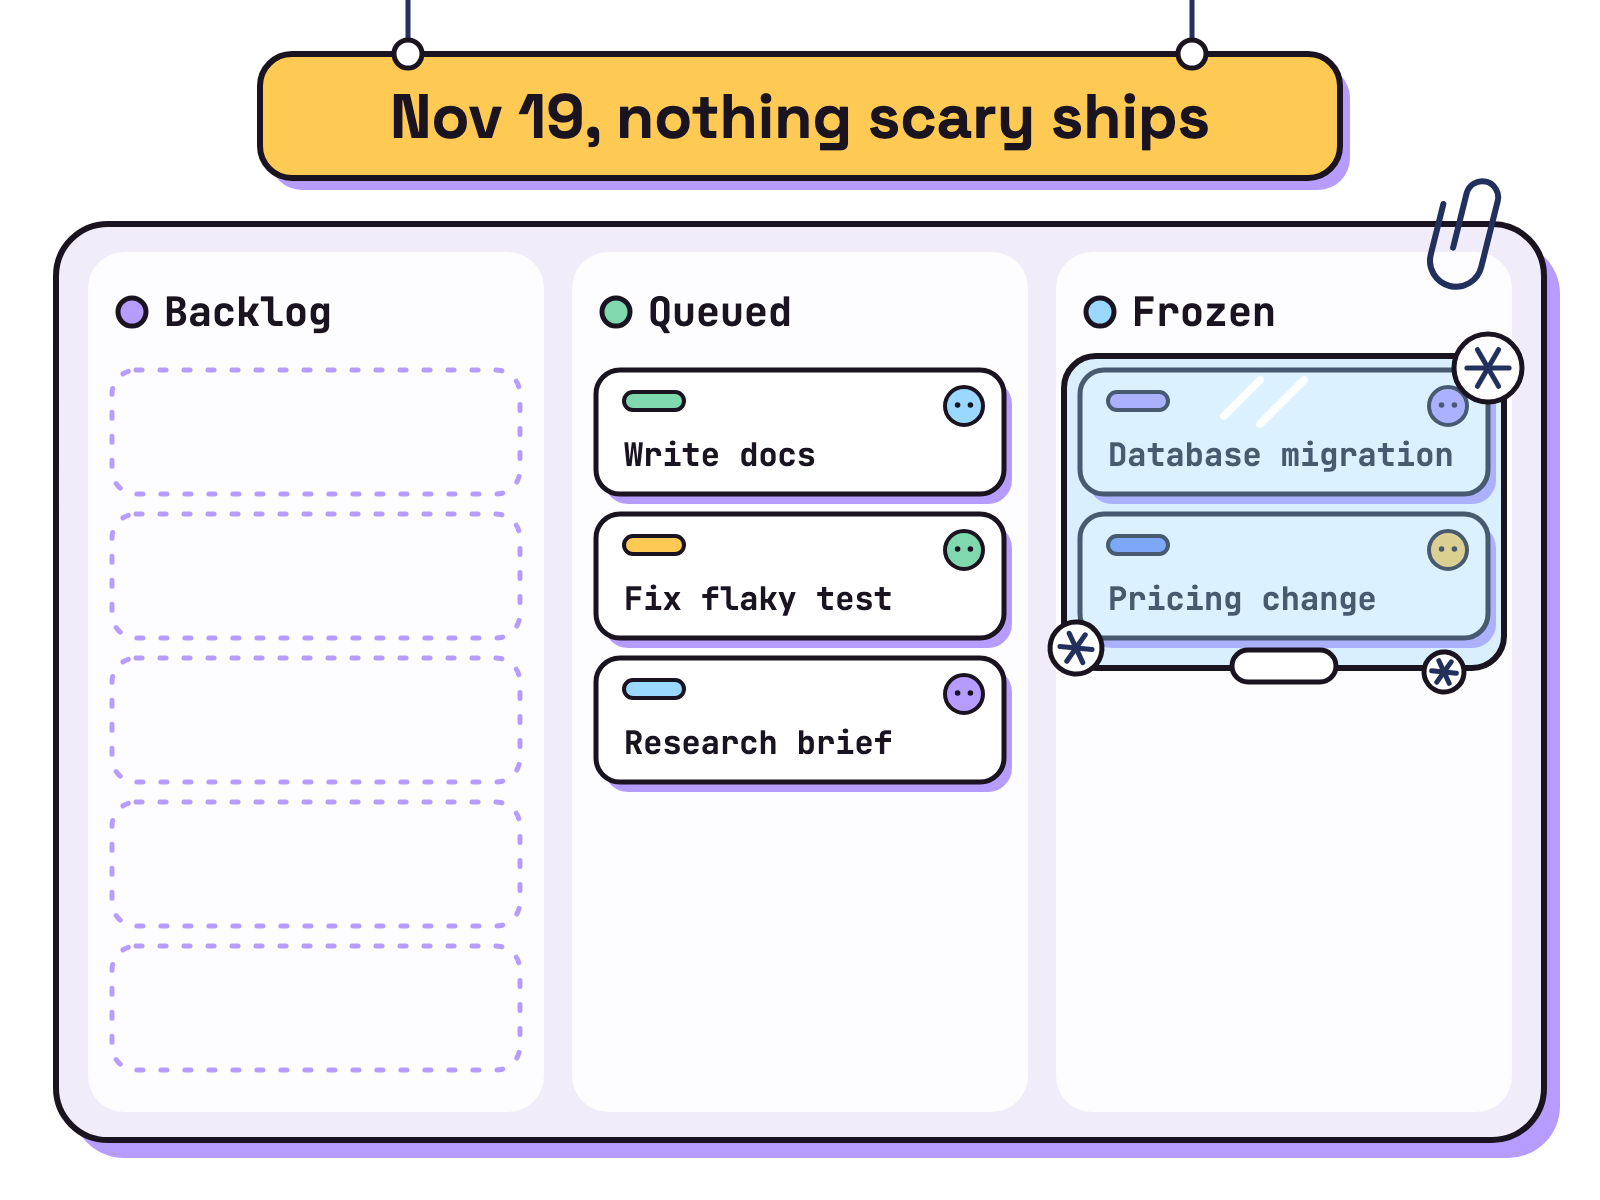 Nov 19, nothing scary ships
Backlog
Queued
Write docs
Fix flaky test
Research brief
Frozen
Database migration
Pricing change